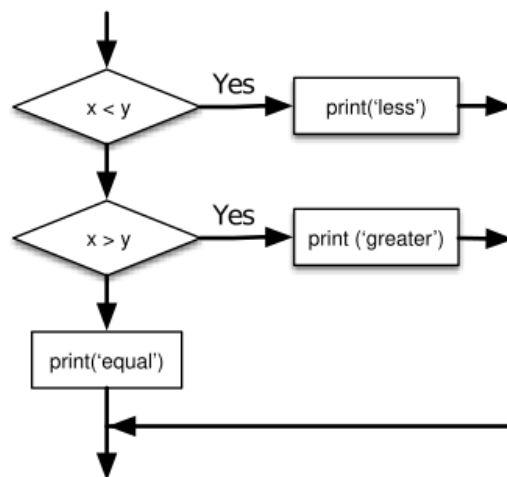 Yes
x < y
print(‘less’)
Yes
x > y
print (‘greater’)
print(‘equal’)